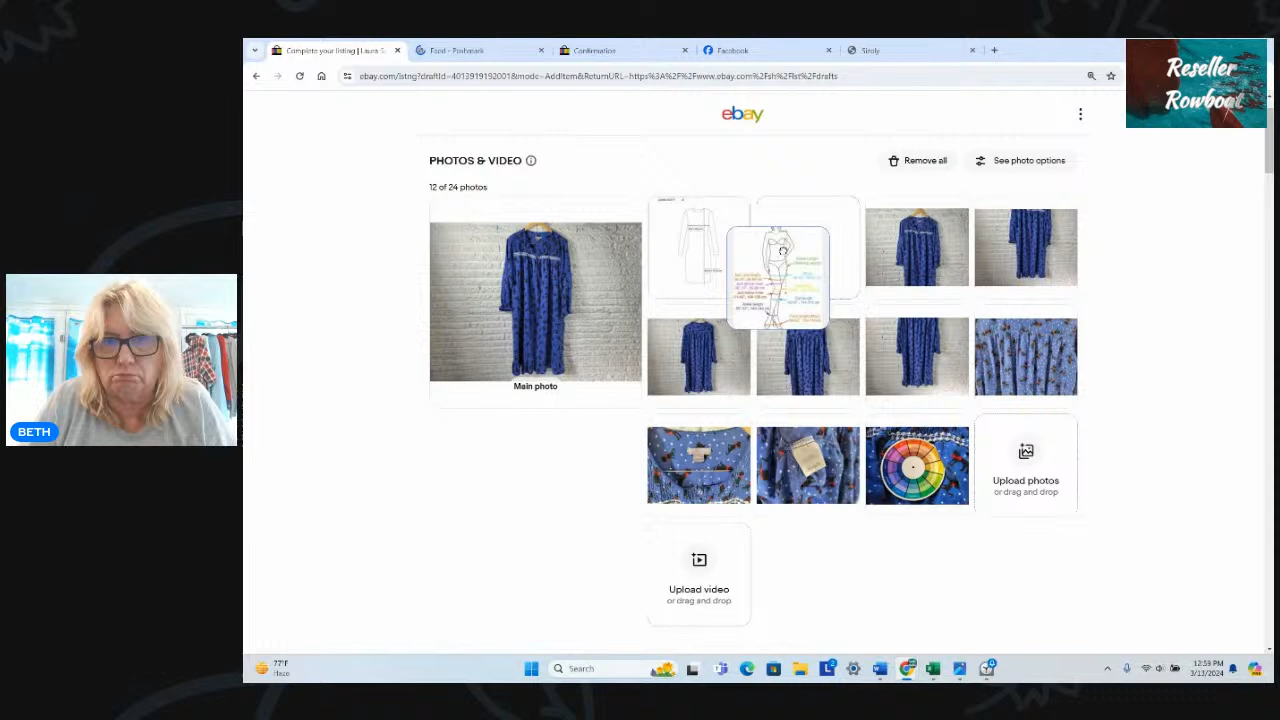 Complete your listing | Laura S
Food - Poshmark
Confirmation
Facebook
ebay.com/lstng?draftId=4013919192001&mode=AddItem&ReturnURL=https%3A%2F%2Fwww.ebay.com%2Fsh%2Flst%2Fdrafts
Reseller
Rowboat
ebay
PHOTOS & VIDEO
Remove all
See photo options
12 of 24 photos
Main photo
BETH
Upload photos
or drag and drop
Upload video
or drag and drop
77°F
Haze
Search
12:59 PM
3/13/2024